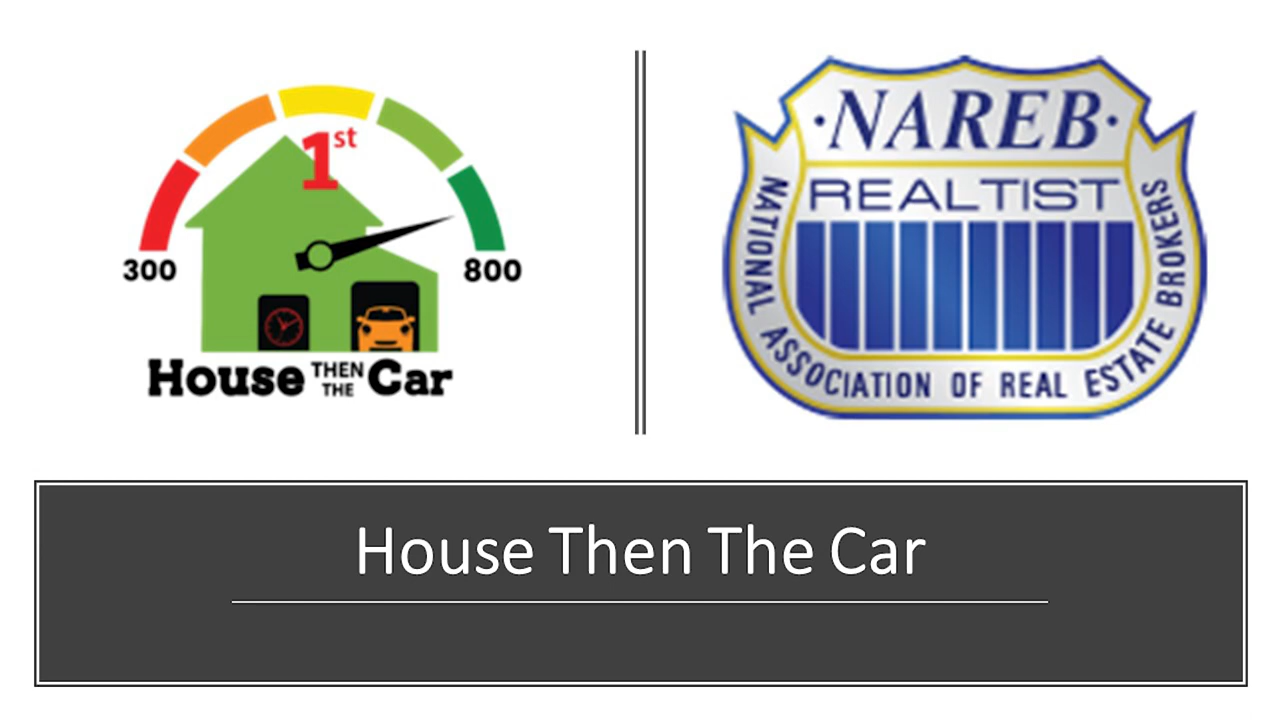 1st
300
800
House THEN THE Car
·NAREB·
REALTIST
NATIONAL ASSOCIATION OF REAL ESTATE BROKERS
House Then The Car